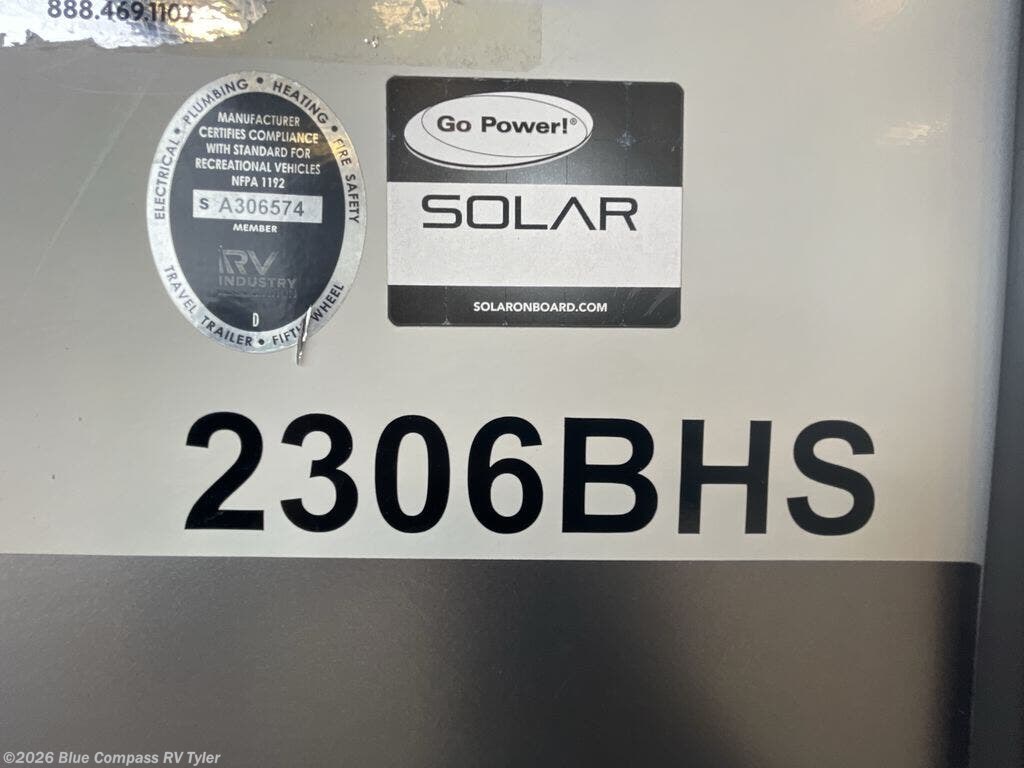 888.469.1102
ELECTRICAL • PLUMBING • HEATING • FIRE SAFETY
MANUFACTURER
CERTIFIES COMPLIANCE
WITH STANDARD FOR
RECREATIONAL VEHICLES
NFPA 1192
S A306574
MEMBER
RV
INDUSTRY
D
TRAVEL TRAILER • FIFTH WHEEL
Go Power!®
SOLAR
SOLARONBOARD.COM
2306BHS
©2026 Blue Compass RV Tyler